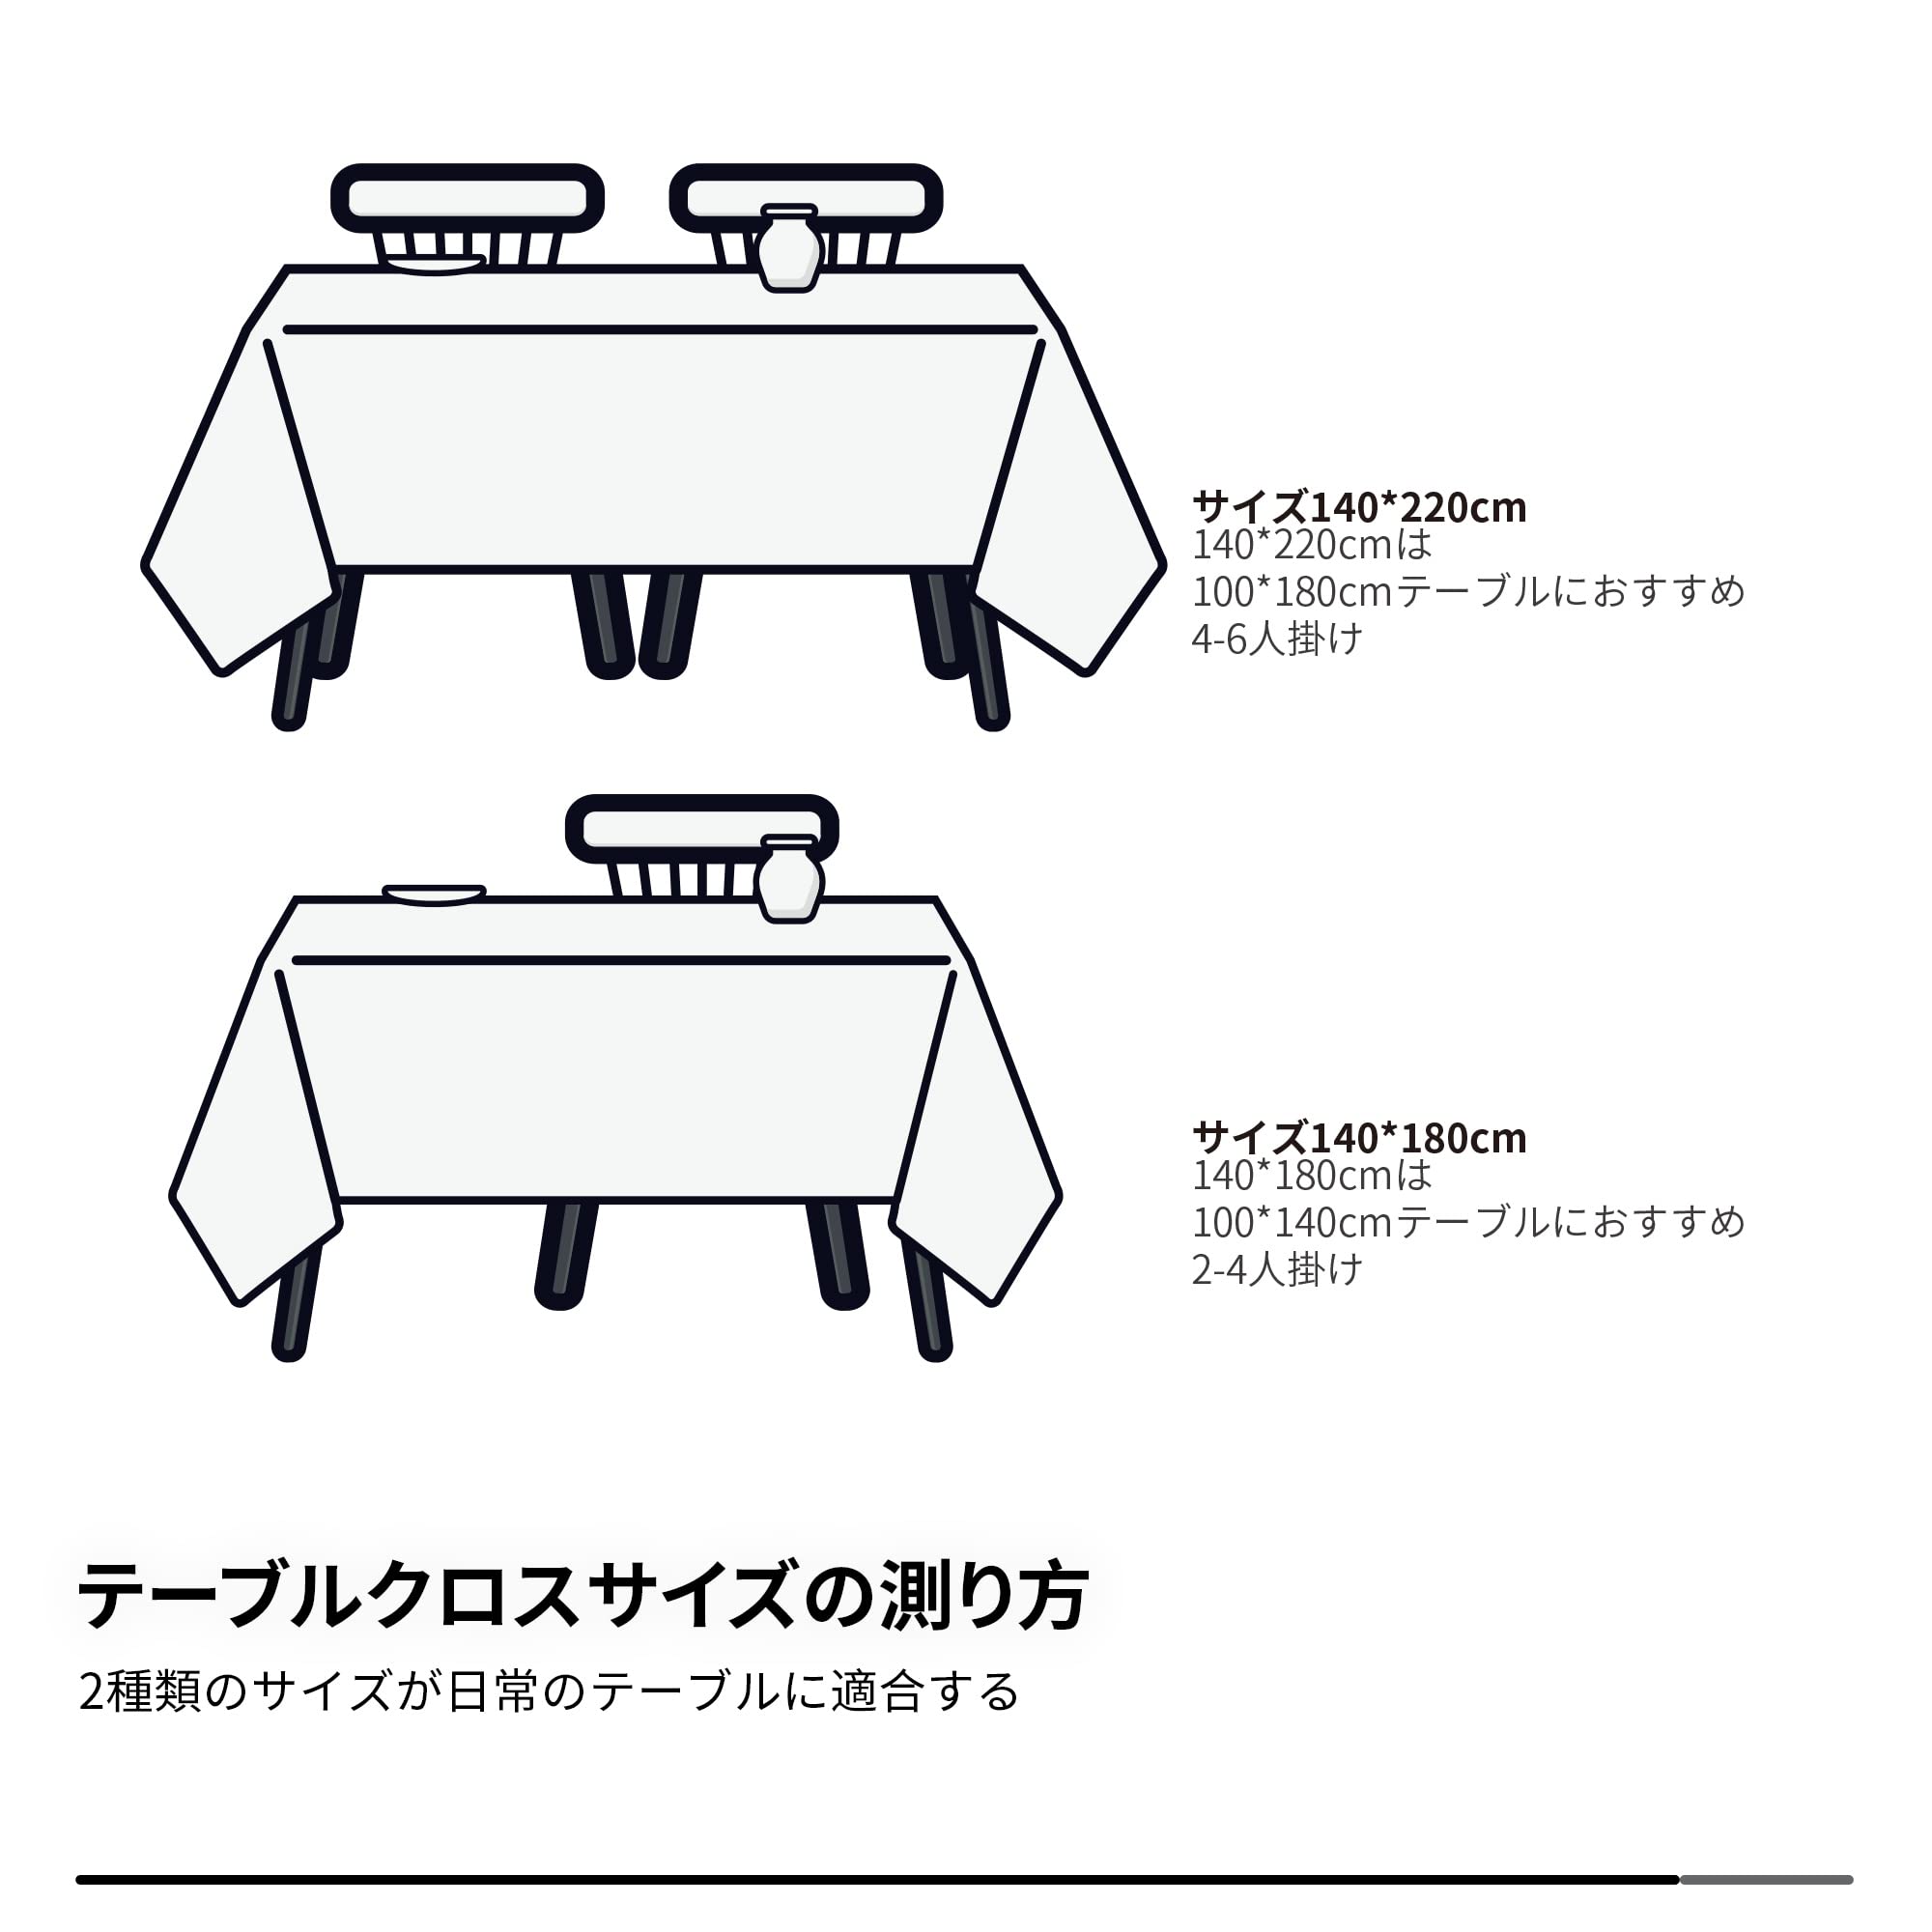 サイズ140*220cm
140*220cmは
100*180cmテーブルにおすすめ
4-6人掛け
サイズ140*180cm
140*180cmは
100*140cmテーブルにおすすめ
2-4人掛け
テーブルクロスサイズの測り方
2種類のサイズが日常のテーブルに適合する